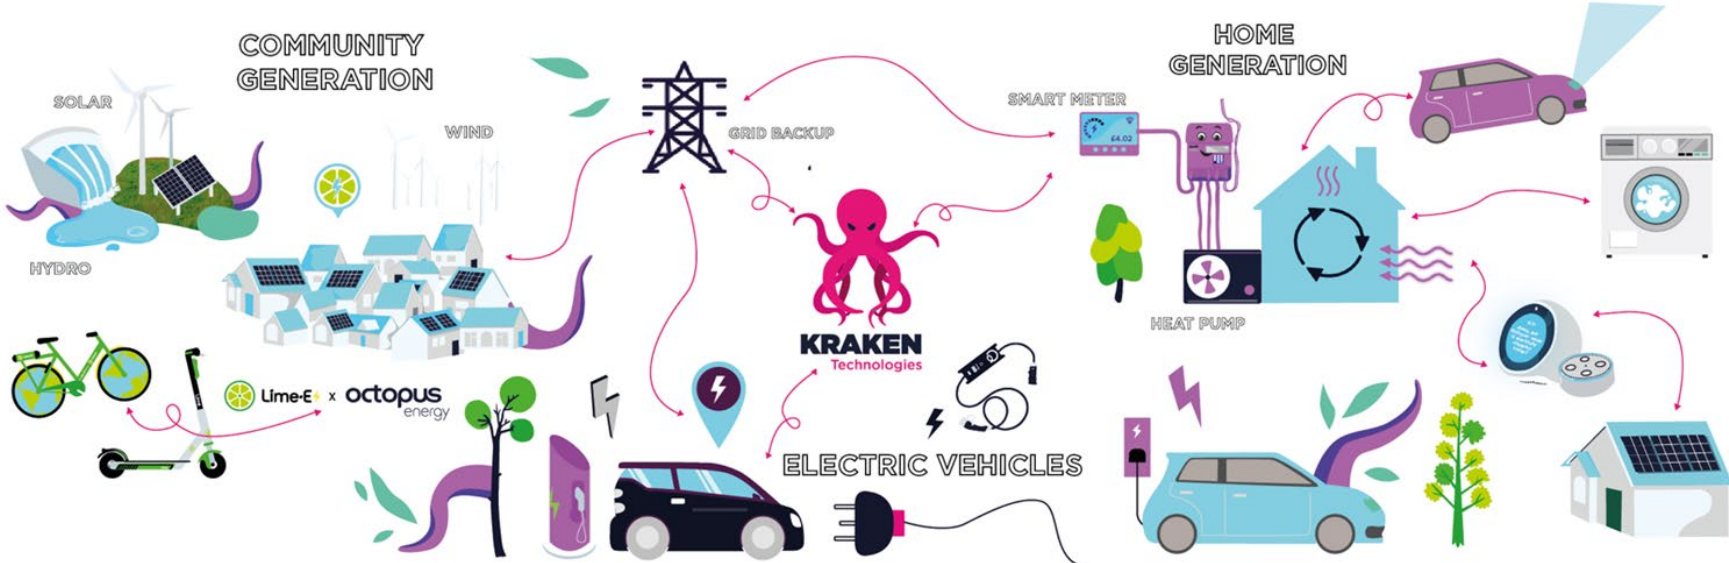 COMMUNITY
GENERATION
SOLAR
WIND
HYDRO
Lime-E x octopus
energy
GRID BACKUP
KRAKEN
Technologies
ELECTRIC VEHICLES
HOME
GENERATION
SMART METER
£4.02
HEAT PUMP